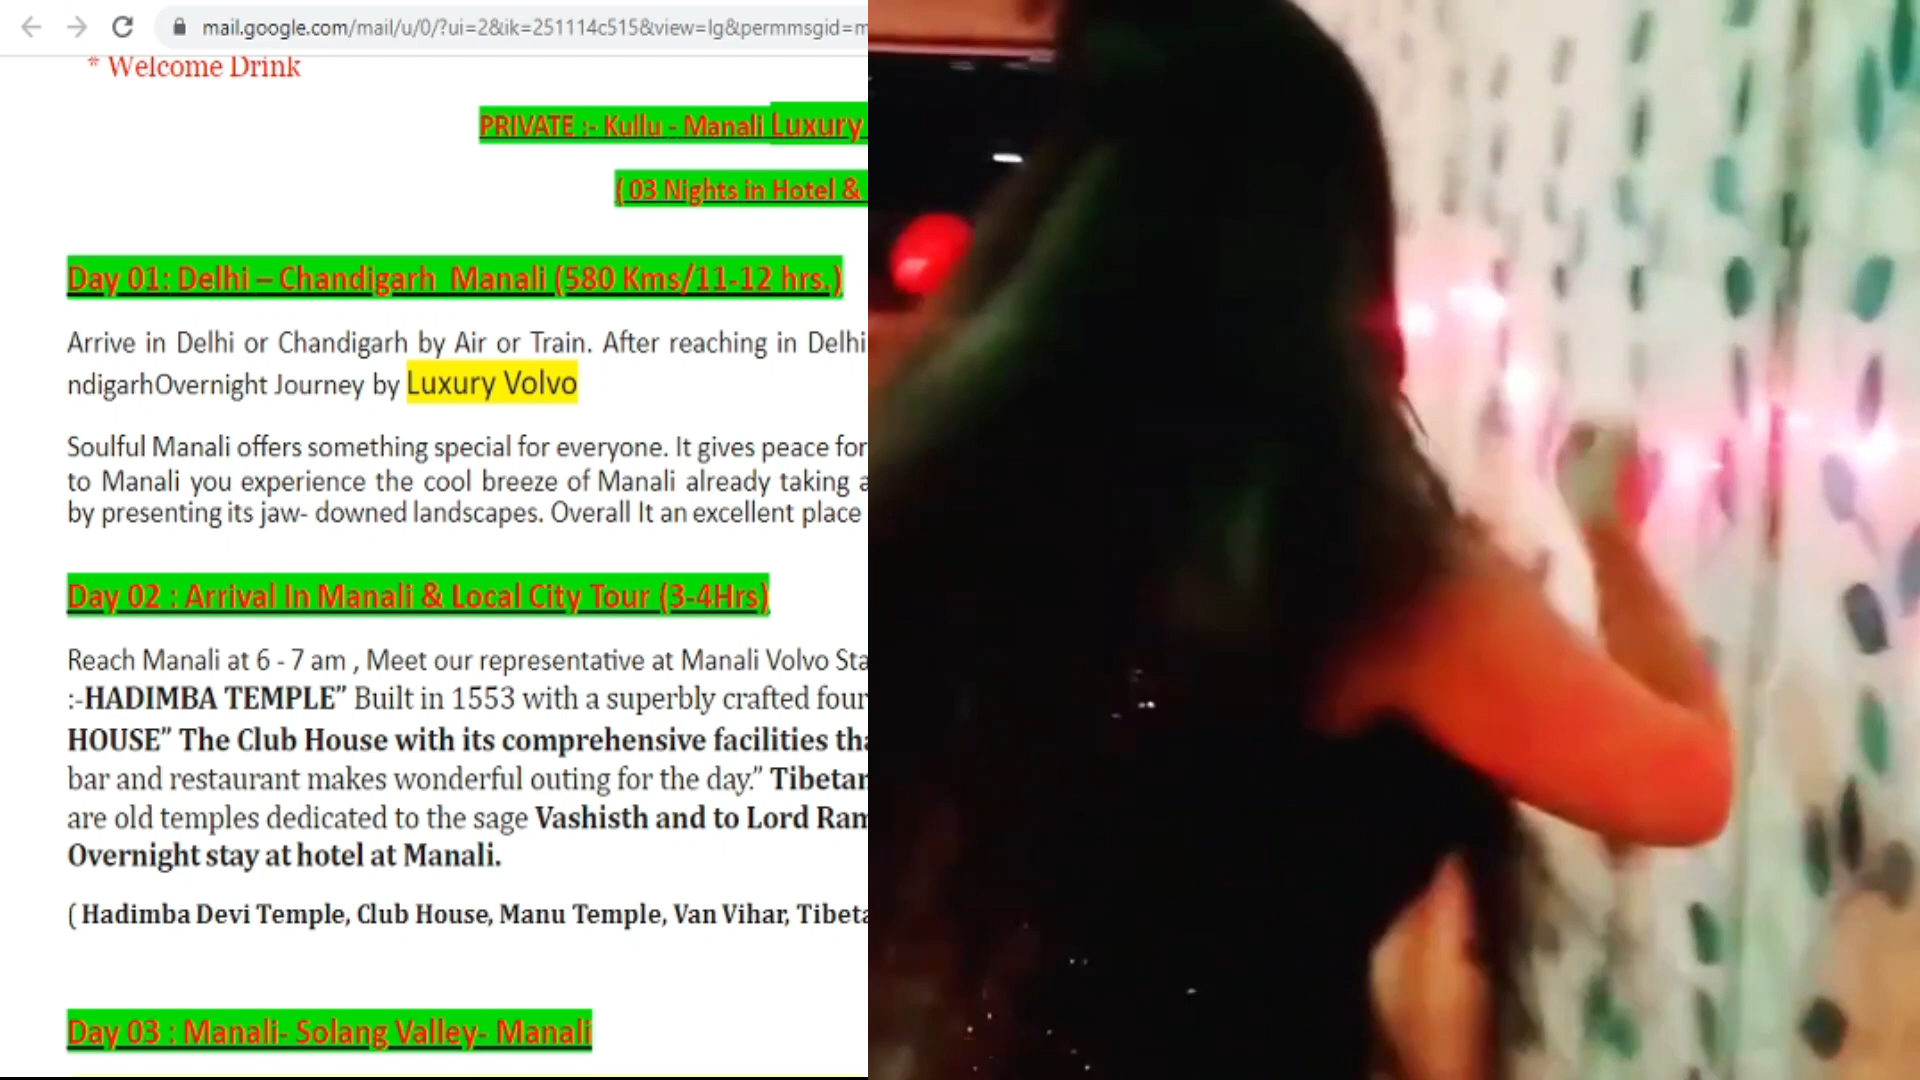 mail.google.com/mail/u/0/?ui=2&ik=251114c515&view=lg&permmsgid=m
* Welcome Drink
PRIVATE :- Kullu - Manali Luxury
( 03 Nights in Hotel &
Day 01: Delhi – Chandigarh Manali (580 Kms/11-12 hrs.)
Arrive in Delhi or Chandigarh by Air or Train. After reaching in Delhi
ndigarhOvernight Journey by Luxury Volvo
Soulful Manali offers something special for everyone. It gives peace for
to Manali you experience the cool breeze of Manali already taking a
by presenting its jaw- downed landscapes. Overall It an excellent place
Day 02 : Arrival In Manali & Local City Tour (3-4Hrs)
Reach Manali at 6 - 7 am , Meet our representative at Manali Volvo Sta
:-HADIMBA TEMPLE” Built in 1553 with a superbly crafted four
HOUSE” The Club House with its comprehensive facilities tha
bar and restaurant makes wonderful outing for the day.” Tibetan
are old temples dedicated to the sage Vashisth and to Lord Ram
Overnight stay at hotel at Manali.
( Hadimba Devi Temple, Club House, Manu Temple, Van Vihar, Tibeta
Day 03 : Manali- Solang Valley- Manali